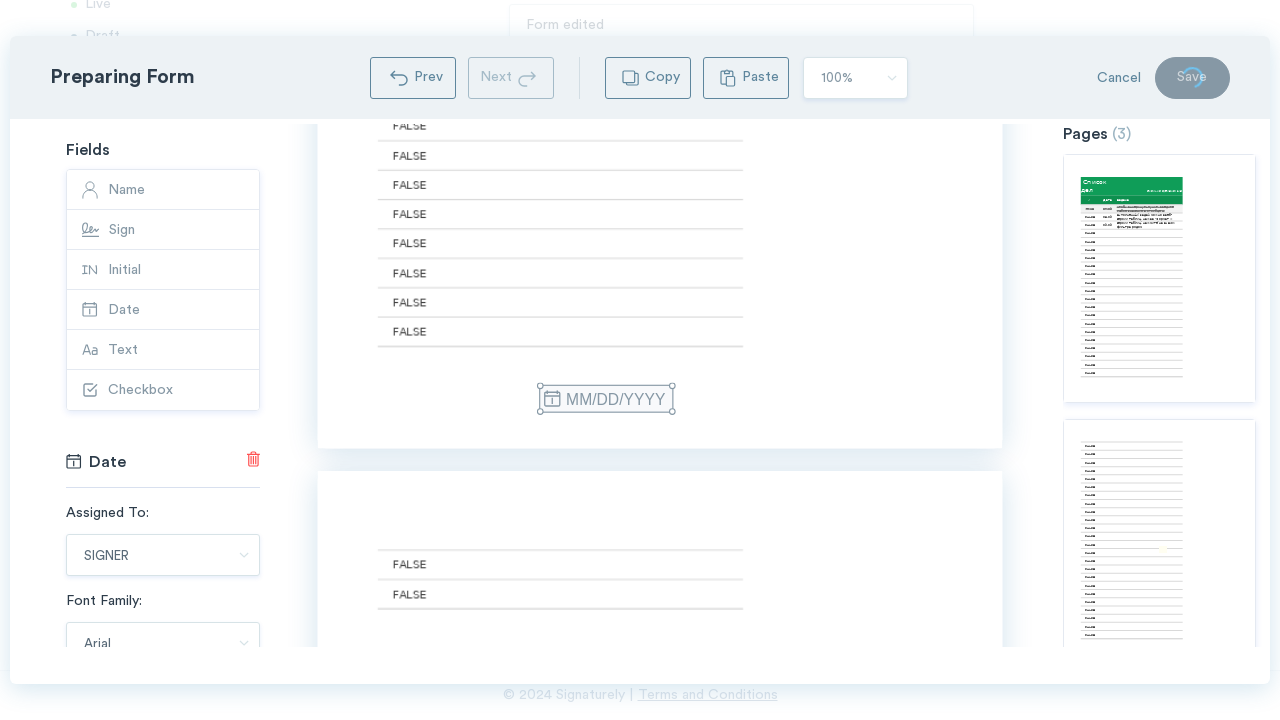 Live
Form edited
Draft
Preparing Form
Prev
Next
Copy
Paste
100%
Cancel
Save
Fields
Name
Sign
Initial
Date
Text
Checkbox
Date
Assigned To:
SIGNER
Font Family:
Arial
FALSE
FALSE
FALSE
FALSE
FALSE
FALSE
FALSE
FALSE
MM/DD/YYYY
FALSE
FALSE
Pages (3)
Список
дел
© 2024 Signaturely | Terms and Conditions